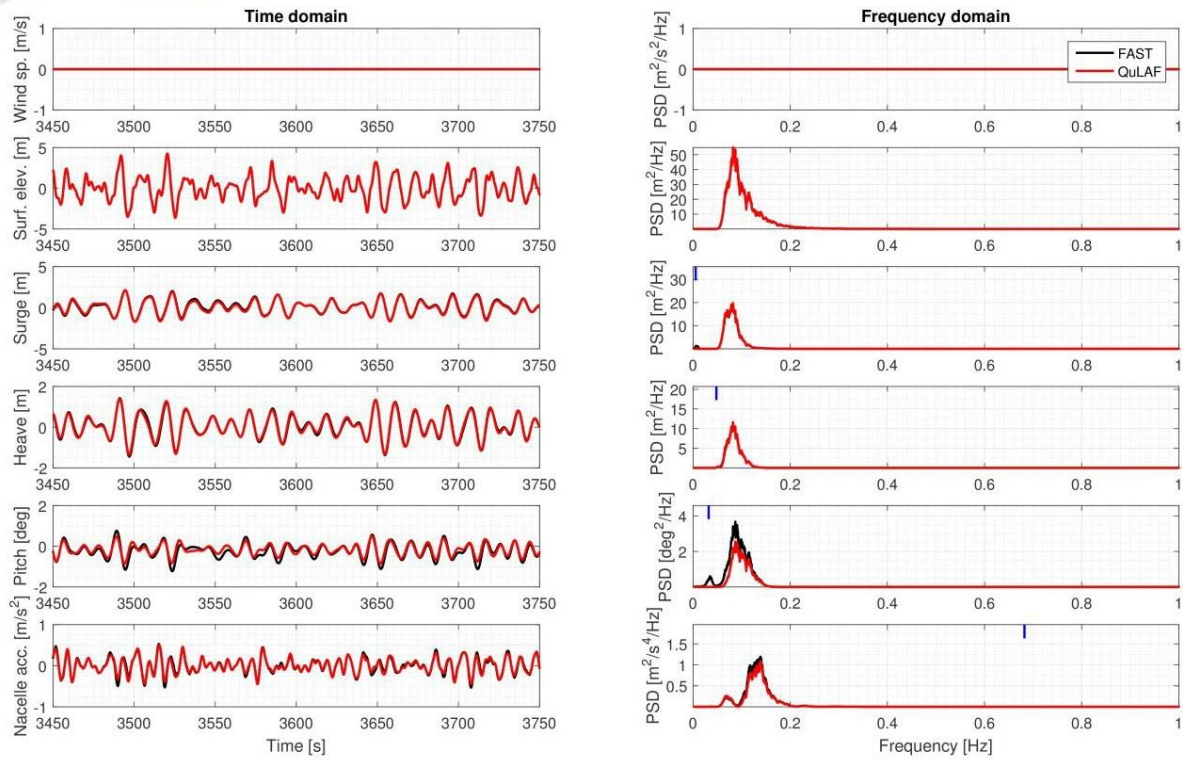 Time domain
Frequency domain
Wind sp. [m/s]
1
0
-1
3450 3500 3550 3600 3650 3700 3750
PSD [m²/s²/Hz]
1
0
-1
0 0.2 0.4 0.6 0.8 1
FAST
QuLAF
Surf. elev. [m]
5
0
-5
3450 3500 3550 3600 3650 3700 3750
PSD [m²/Hz]
50
40
30
20
10
0 0.2 0.4 0.6 0.8 1
Surge [m]
5
0
-5
3450 3500 3550 3600 3650 3700 3750
PSD [m²/Hz]
30
20
10
0 0.2 0.4 0.6 0.8 1
Heave [m]
2
0
-2
3450 3500 3550 3600 3650 3700 3750
PSD [m²/Hz]
20
15
10
5
0 0.2 0.4 0.6 0.8 1
Pitch [deg]
2
0
-2
3450 3500 3550 3600 3650 3700 3750
PSD [deg²/Hz]
4
2
0 0.2 0.4 0.6 0.8 1
Nacelle acc. [m/s²]
1
0
-1
3450 3500 3550 3600 3650 3700 3750
Time [s]
PSD [m²/s⁴/Hz]
1.5
1
0.5
0 0.2 0.4 0.6 0.8 1
Frequency [Hz]